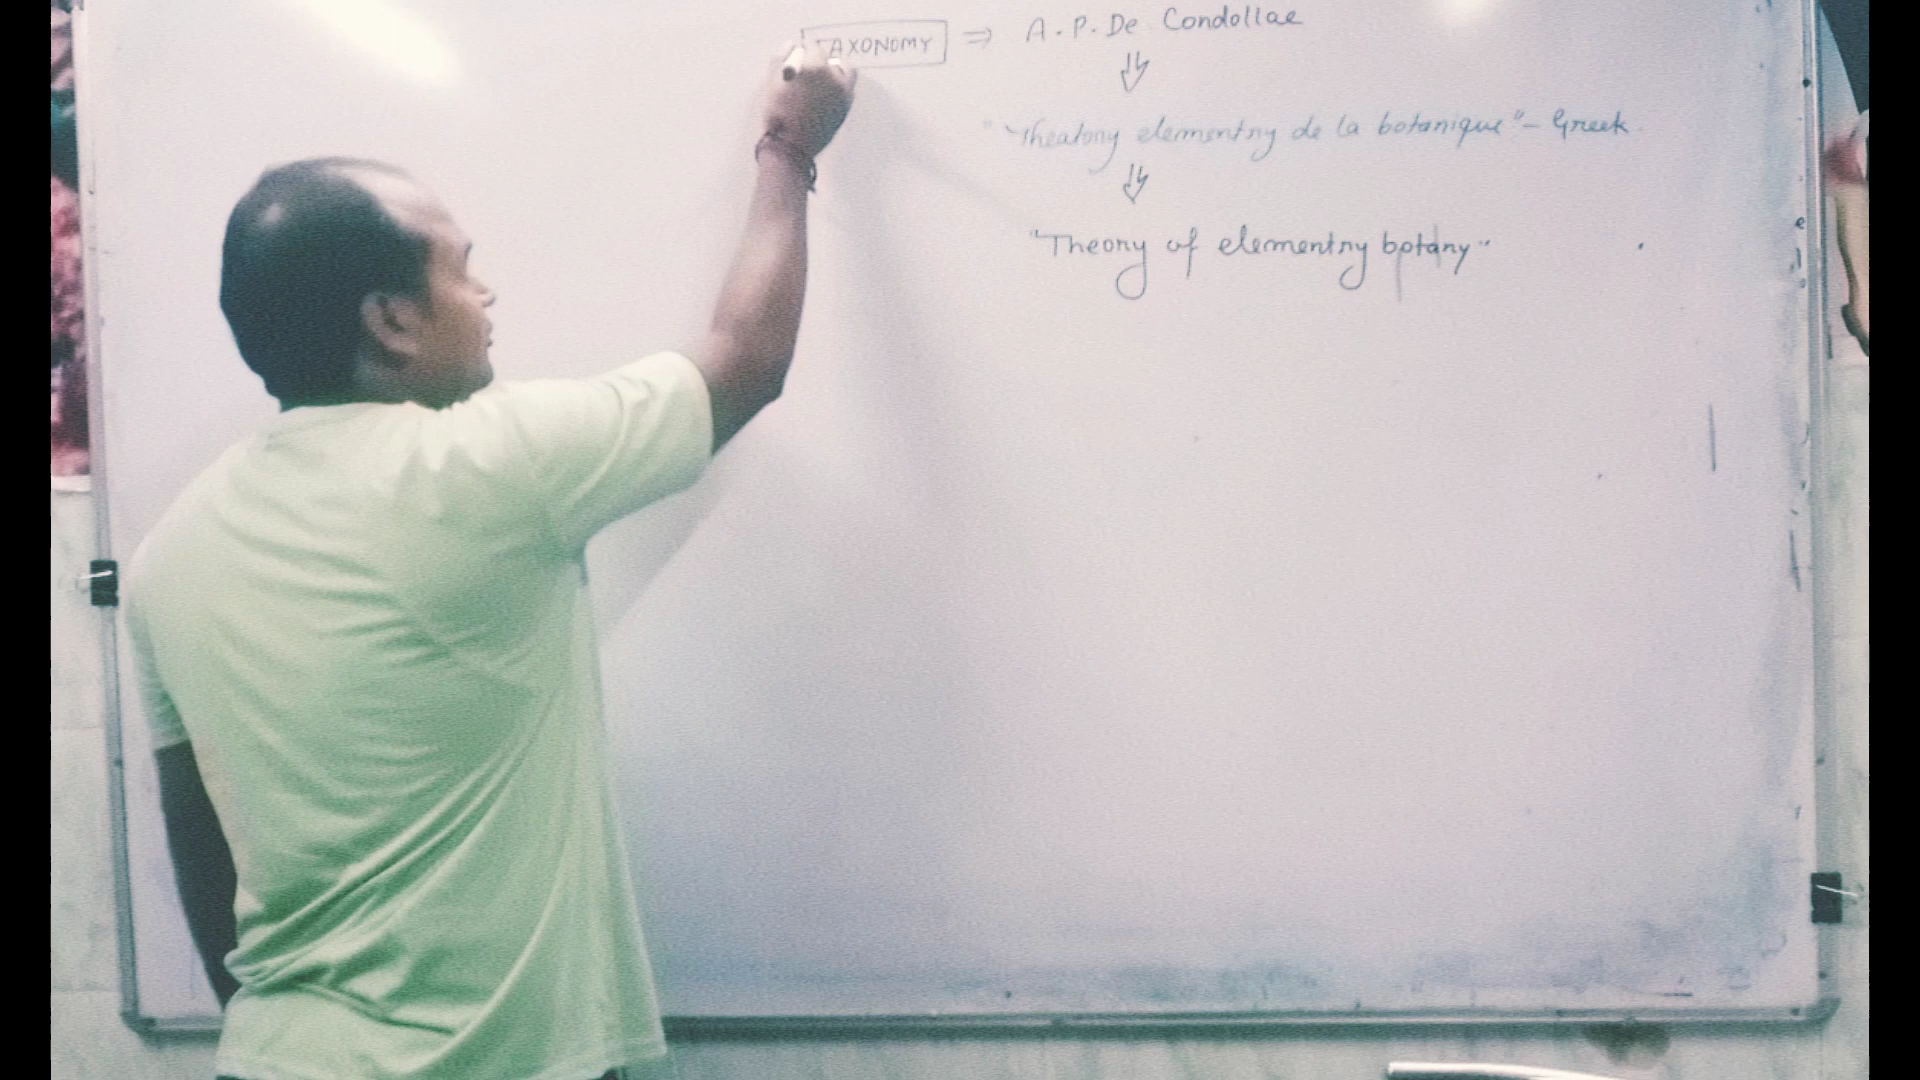 TAXONOMY ⇒ A.P. De Condollae
"Theatony elementry de la botanique" - Greek
"Theory of elementry botany"